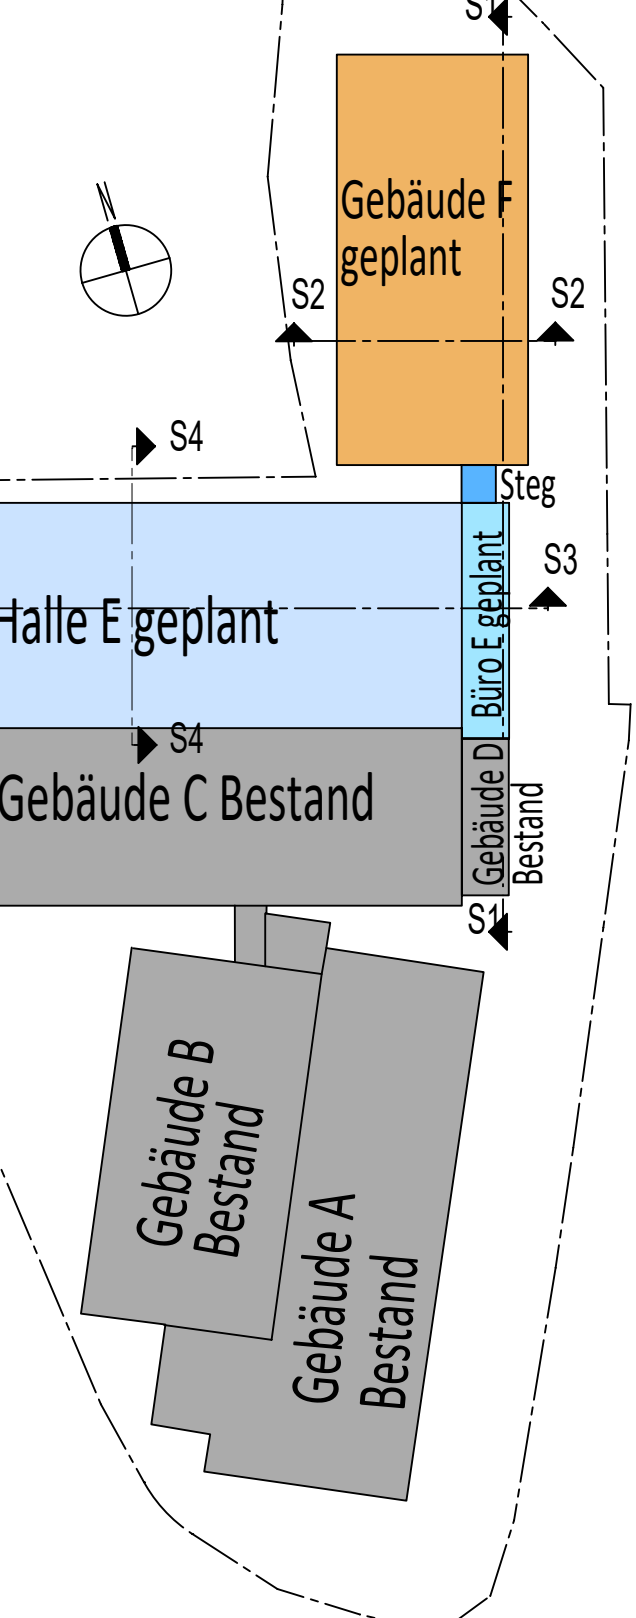 S1
Gebäude F
geplant
S2
S2
S4
Steg
S3
Büro E geplant
Halle E geplant
S4
Gebäude C Bestand
Gebäude D
Bestand
S1
Gebäude B
Bestand
Gebäude A
Bestand